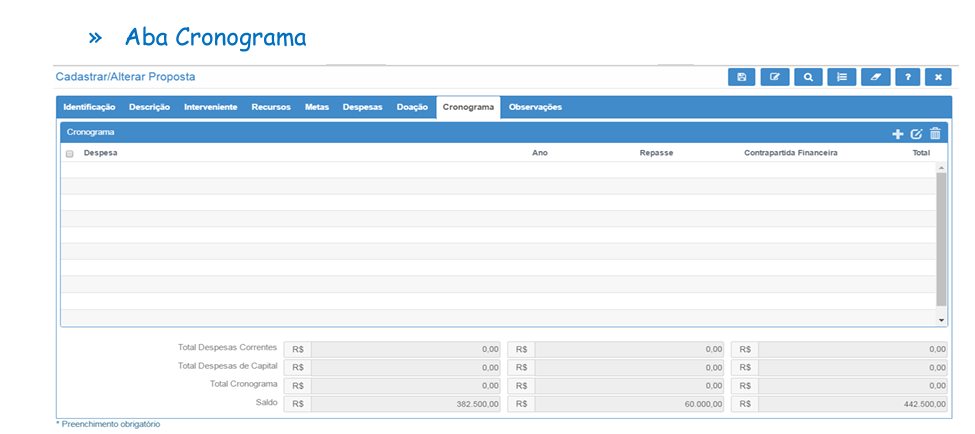 » Aba Cronograma
Cadastrar/Alterar Proposta
Identificação Descrição Interveniente Recursos Metas Despesas Doação Cronograma Observações
Cronograma
Despesa Ano Repasse Contrapartida Financeira Total
Total Despesas Correntes R$ 0,00 R$ 0,00 R$ 0,00
Total Despesas de Capital R$ 0,00 R$ 0,00 R$ 0,00
Total Cronograma R$ 0,00 R$ 0,00 R$ 0,00
Saldo R$ 382.500,00 R$ 60.000,00 R$ 442.500,00
* Preenchimento obrigatório